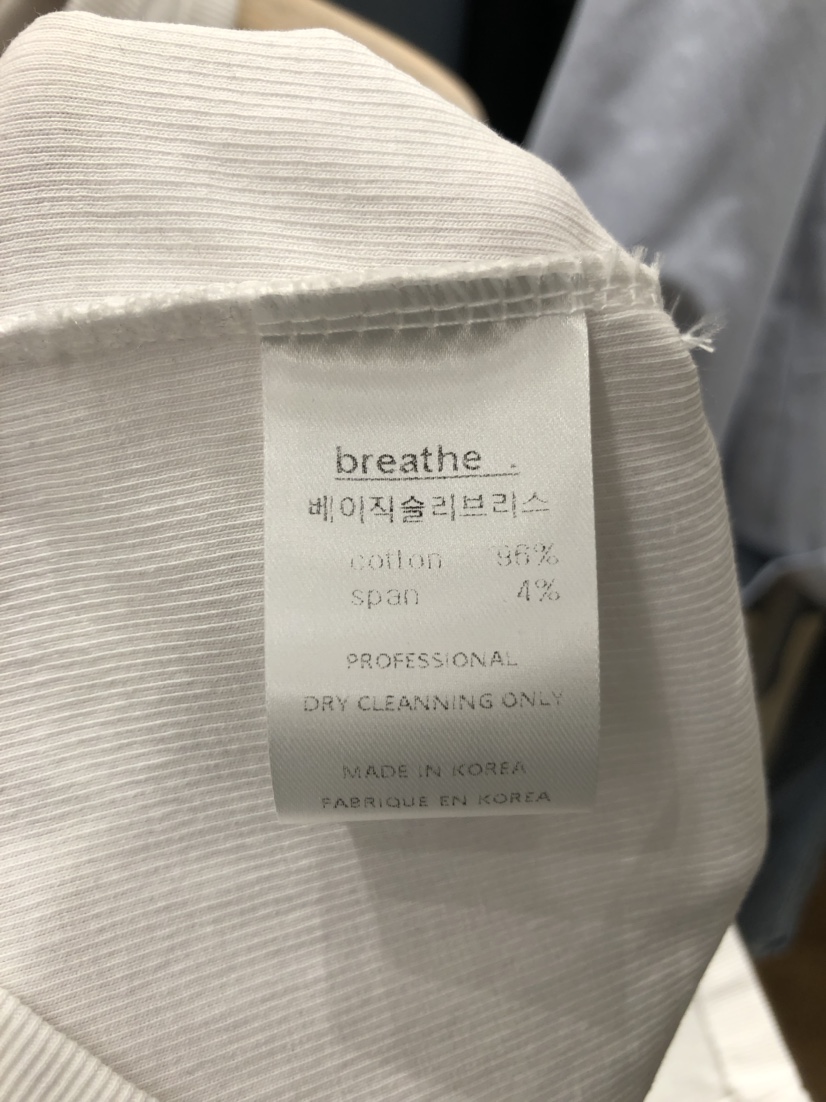 breathe .
베이직슬리브리스
cotton 96%
span 4%
PROFESSIONAL
DRY CLEANNING ONLY
MADE IN KOREA
FABRIQUE EN KOREA